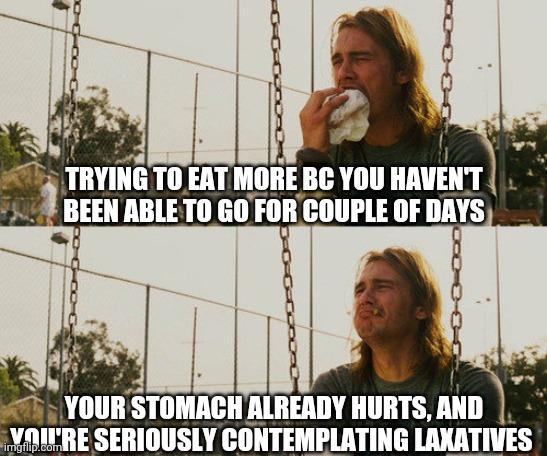 TRYING TO EAT MORE BC YOU HAVEN'T
BEEN ABLE TO GO FOR COUPLE OF DAYS
YOUR STOMACH ALREADY HURTS, AND
YOU'RE SERIOUSLY CONTEMPLATING LAXATIVES
imgflip.com